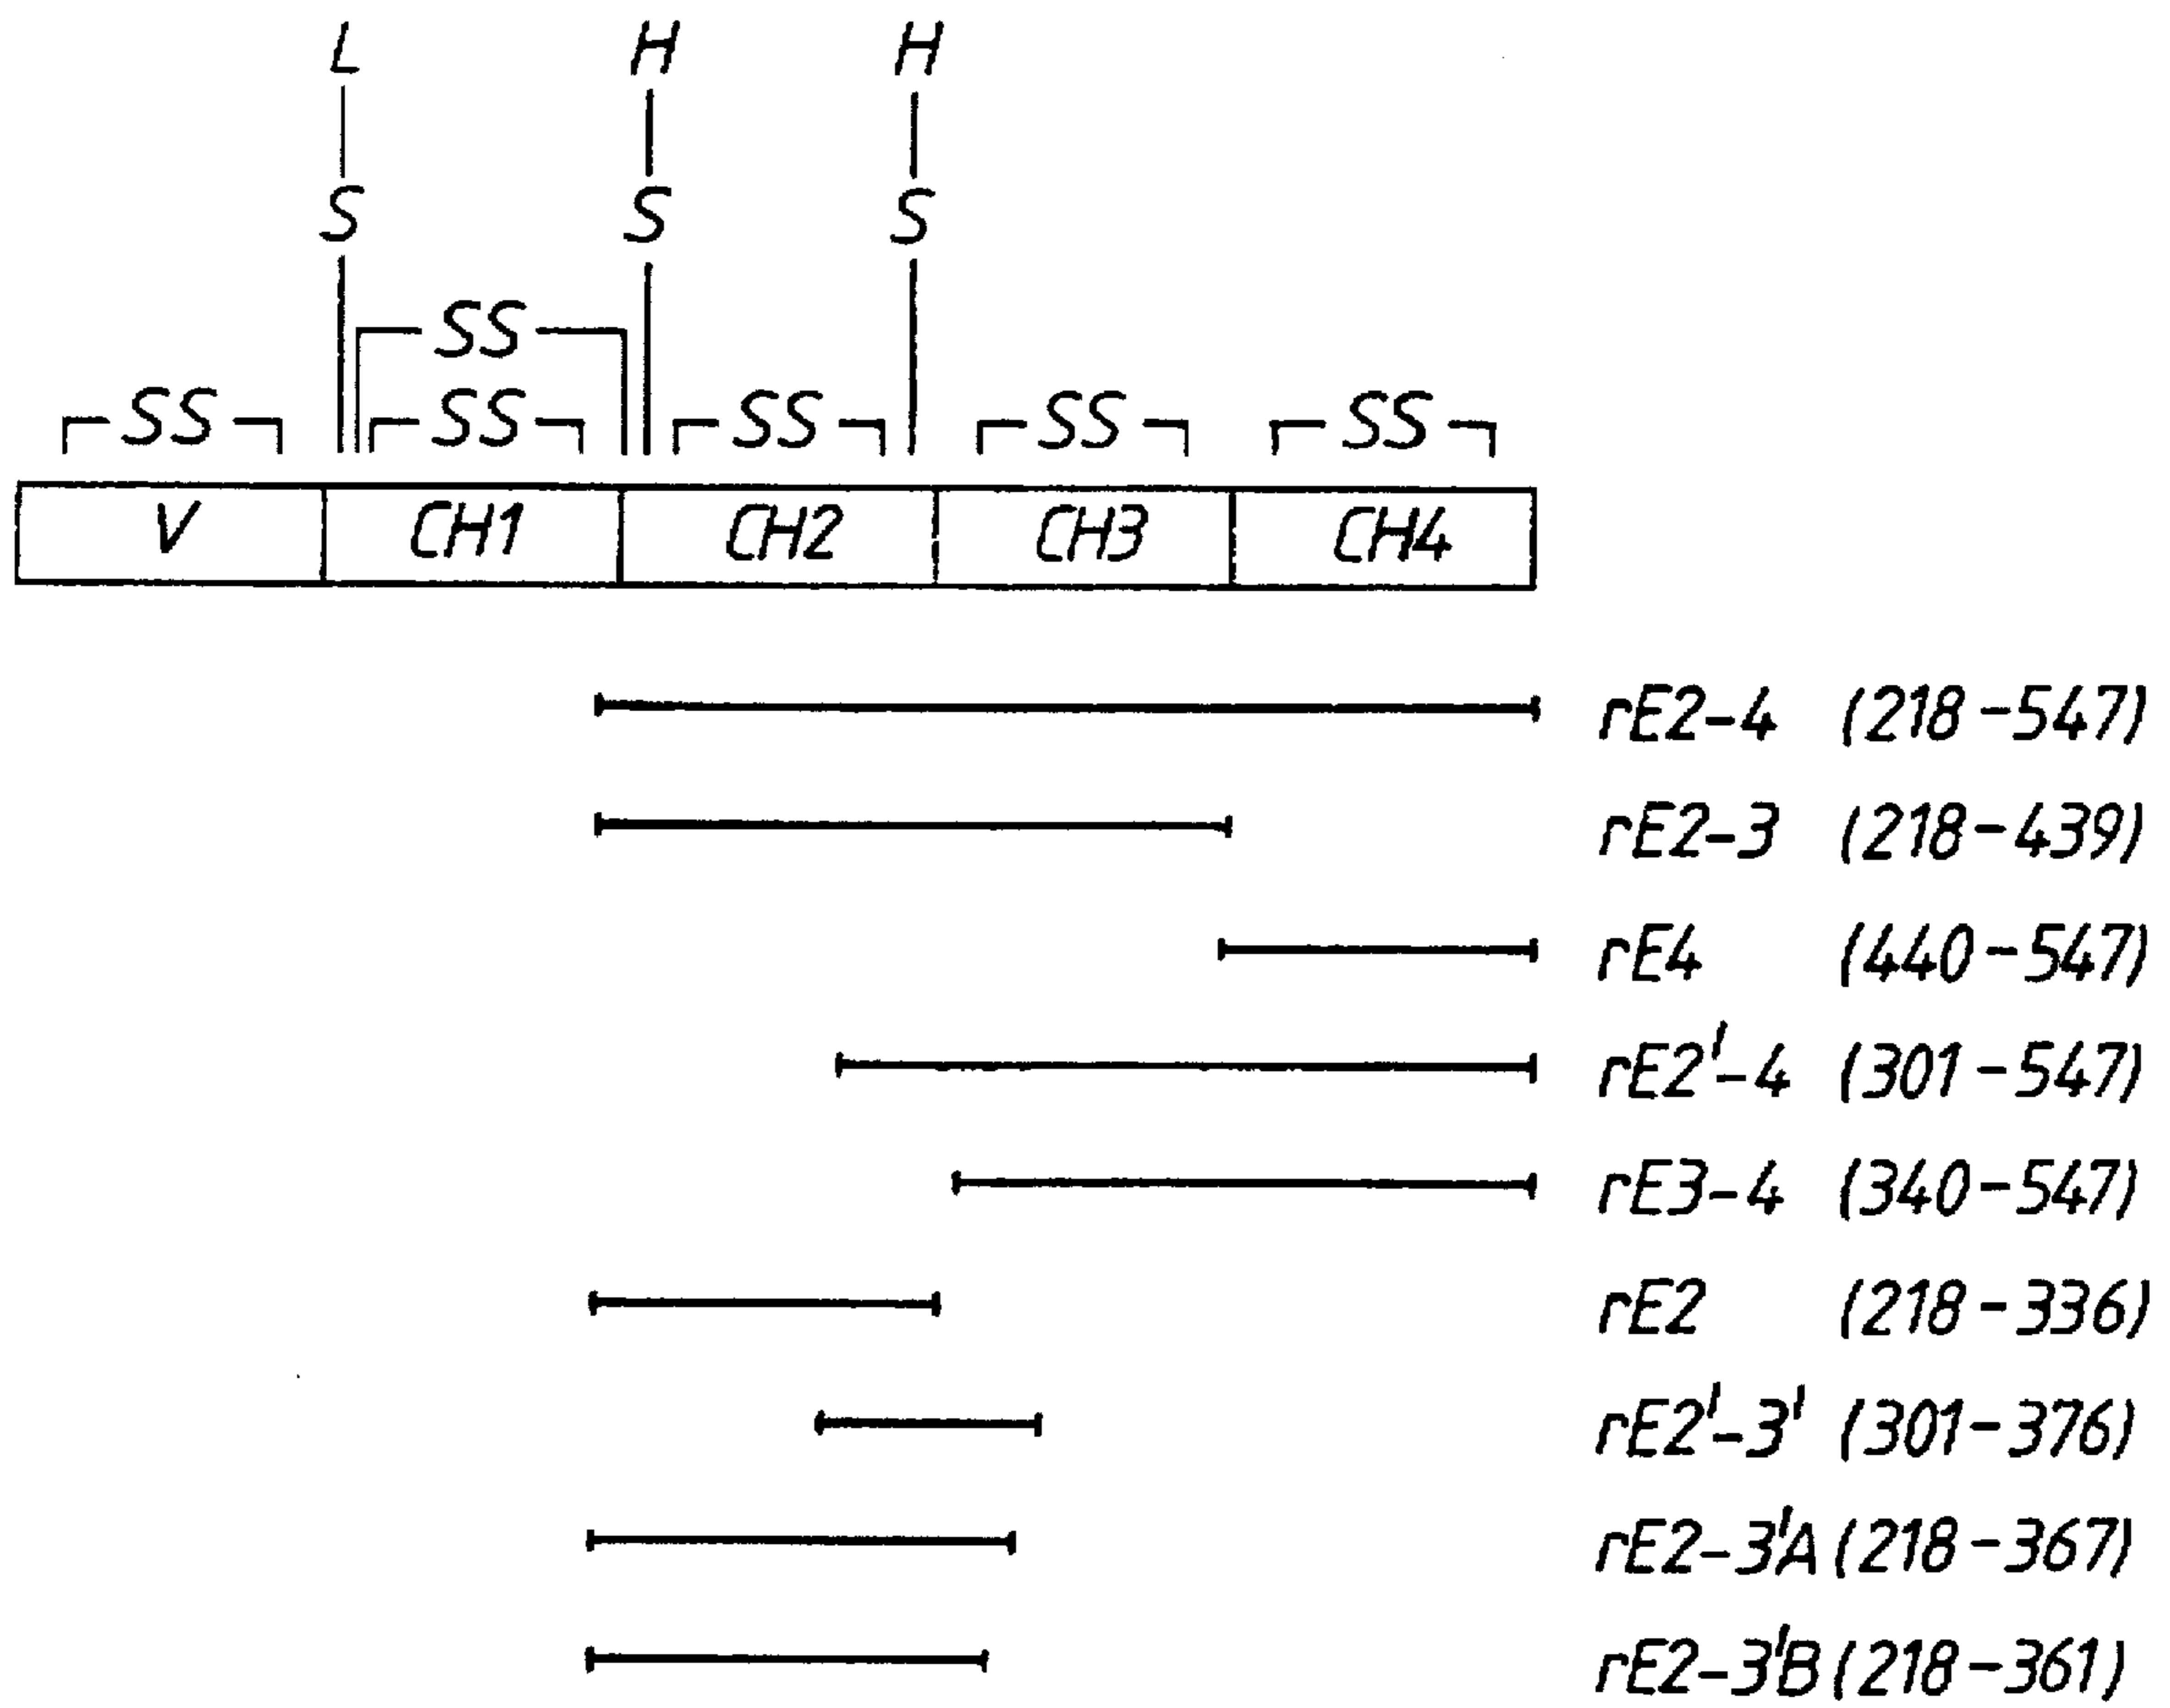 L H H
S S S
SS
SS SS SS SS SS
V CH1 CH2 CH3 CH4
rE2-4 (218-547)
rE2-3 (218-439)
rE4 (440-547)
rE2'-4 (301-547)
rE3-4 (340-547)
rE2 (218-336)
rE2'-3' (301-376)
rE2-3'A (218-367)
rE2-3'B (218-361)